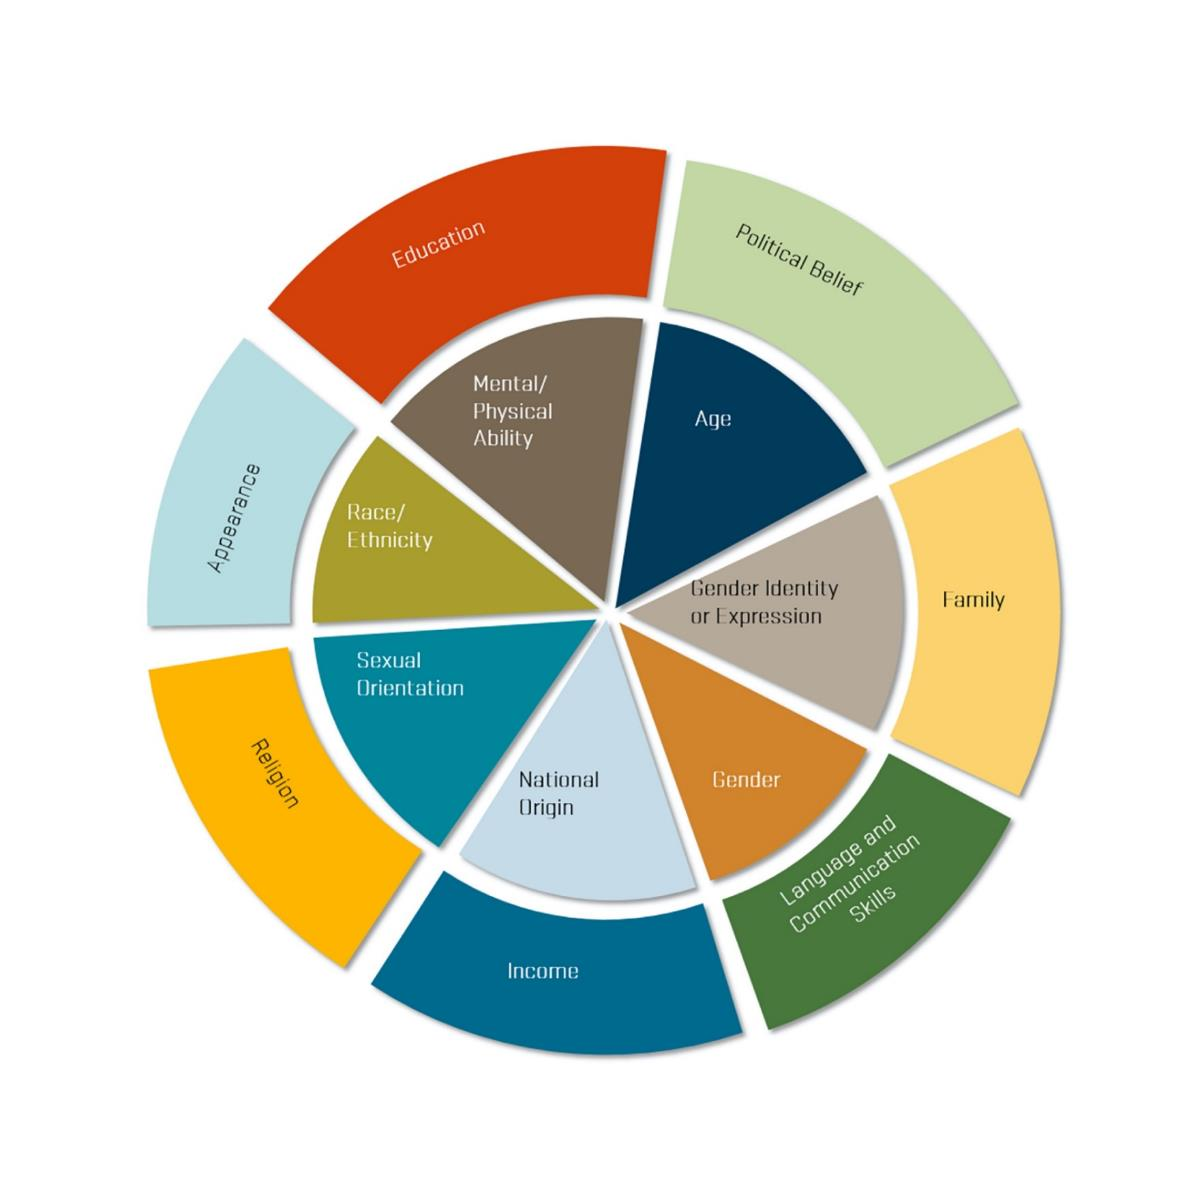 Education
Political Belief
Mental/
Physical
Ability
Age
Appearance
Race/
Ethnicity
Gender Identity
or Expression
Family
Sexual
Orientation
Religion
National
Origin
Gender
Language and
Communication
Skills
Income